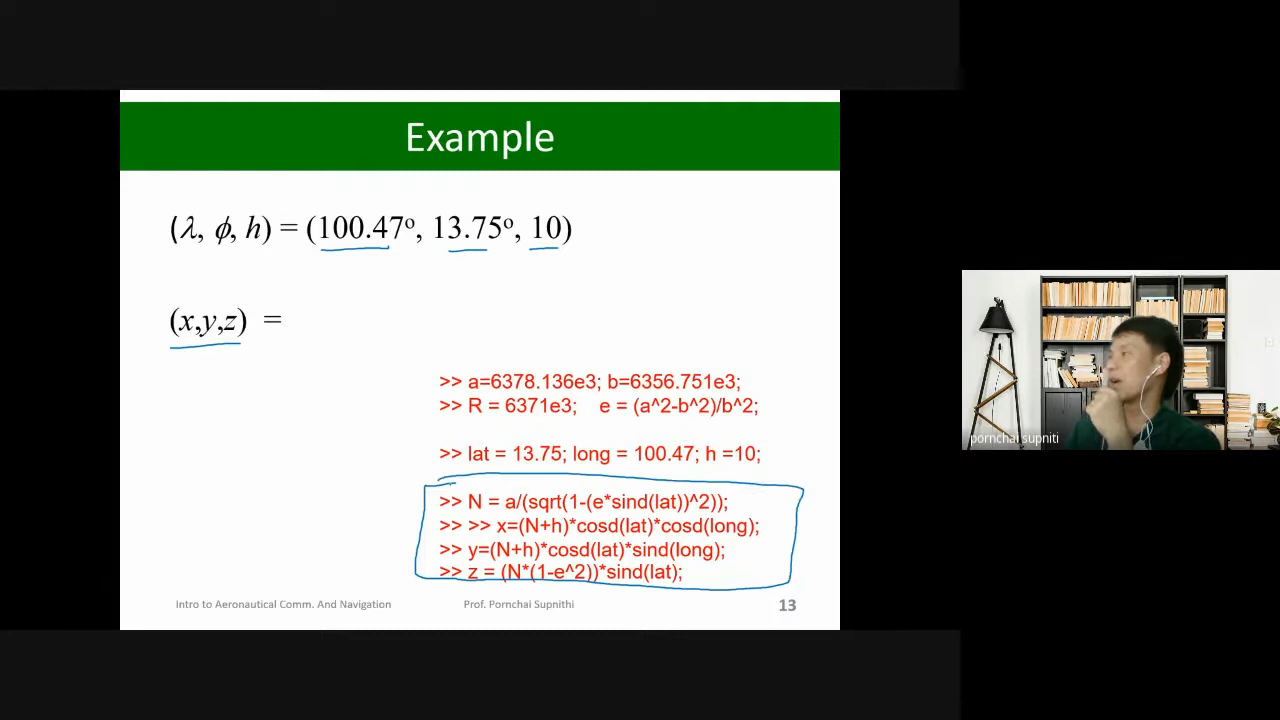 Example
(λ, ϕ, h) = (100.47º, 13.75º, 10)
(x,y,z) =
>> a=6378.136e3; b=6356.751e3;
>> R = 6371e3; e = (a^2-b^2)/b^2;
>> lat = 13.75; long = 100.47; h =10;
>> N = a/(sqrt(1-(e*sind(lat))^2));
>> >> x=(N+h)*cosd(lat)*cosd(long);
>> y=(N+h)*cosd(lat)*sind(long);
>> z = (N*(1-e^2))*sind(lat);
Intro to Aeronautical Comm. And Navigation Prof. Pornchai Supnithi 13
pornchai supniti